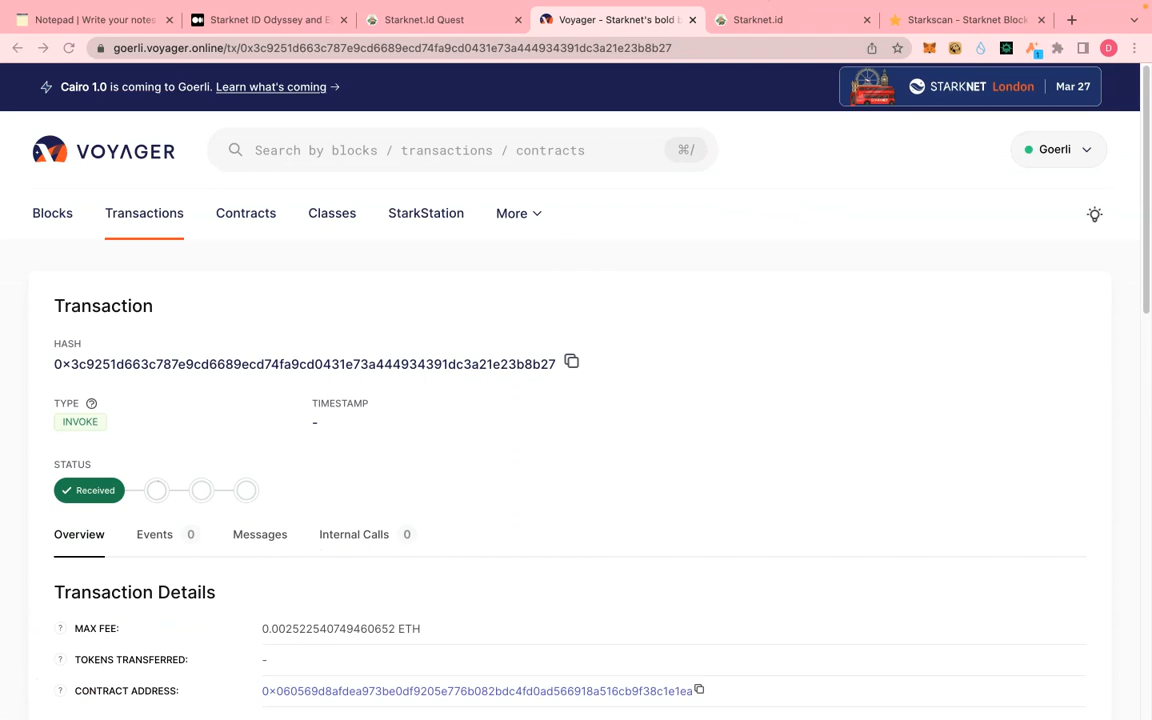 Notepad | Write your notes
Starknet ID Odyssey and E
Starknet.Id Quest
Voyager - Starknet's bold b
Starknet.id
Starkscan - Starknet Block
goerli.voyager.online/tx/0x3c9251d663c787e9cd6689ecd74fa9cd0431e73a444934391dc3a21e23b8b27
1
D
Cairo 1.0 is coming to Goerli. Learn what's coming →
STARKNET London | Mar 27
VOYAGER
Search by blocks / transactions / contracts
⌘/
Goerli
Blocks
Transactions
Contracts
Classes
StarkStation
More
Transaction
HASH
0x3c9251d663c787e9cd6689ecd74fa9cd0431e73a444934391dc3a21e23b8b27
TYPE ?
TIMESTAMP
INVOKE
-
STATUS
Received
Overview
Events 0
Messages
Internal Calls 0
Transaction Details
? MAX FEE: 0.002522540749460652 ETH
? TOKENS TRANSFERRED: -
? CONTRACT ADDRESS: 0x060569d8afdea973be0df9205e776b082bdc4fd0ad566918a516cb9f38c1e1ea